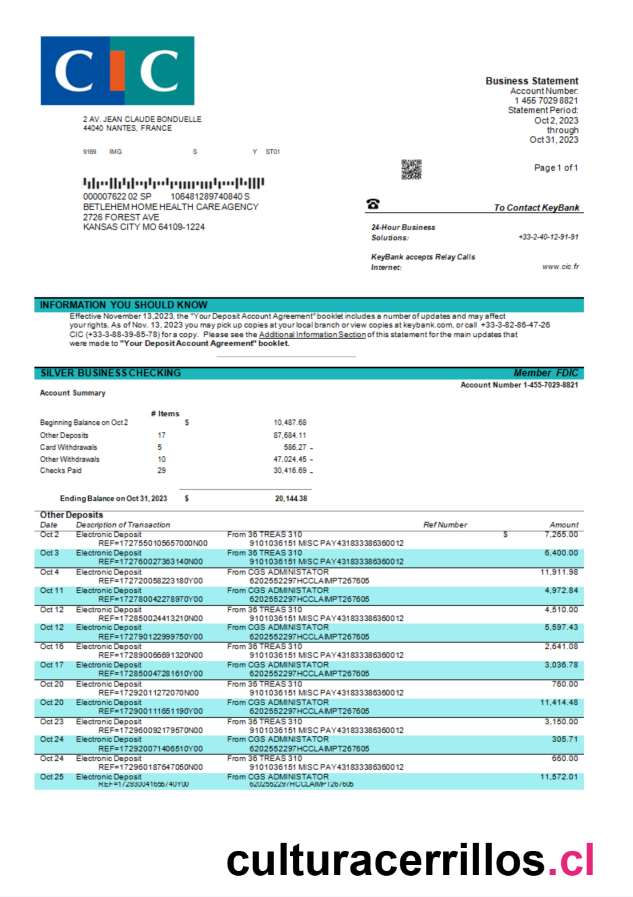 CIC
Business Statement
Account Number:
1 455 7029 8821
Statement Period:
Oct 2, 2023
through
Oct 31, 2023
2 AV. JEAN CLAUDE BONDUELLE
44040 NANTES, FRANCE
9169 IMG S Y ST01
Page 1 of 1
000007622 02 SP 106481289740840 S
BETLEHEM HOME HEALTH CARE AGENCY
2726 FOREST AVE
KANSAS CITY MO 64109-1224
To Contact KeyBank
24-Hour Business
Solutions: +33-2-40-12-91-91
KeyBank accepts Relay Calls
Internet: www.cic.fr
INFORMATION YOU SHOULD KNOW
Effective November 13,2023, the "Your Deposit Account Agreement" booklet includes a number of updates and may affect
your rights. As of Nov. 13, 2023 you may pick up copies at your local branch or view copies at keybank.com, or call +33-3-82-86-47-26
CIC (+33-3-88-39-85-78) for a copy. Please see the Additional Information Section of this statement for the main updates that
were made to "Your Deposit Account Agreement" booklet.
SILVER BUSINESS CHECKING Member FDIC
Account Number 1-455-7029-8821
Account Summary
# Items
Beginning Balance on Oct 2 $ 10,487.68
Other Deposits 17 87,684.11
Card Withdrawals 5 586.27 -
Other Withdrawals 10 47,024.45 -
Checks Paid 29 30,416.69 -
Ending Balance on Oct 31, 2023 $ 20,144.38
Other Deposits
Date Description of Transaction Ref Number Amount
Oct 2 Electronic Deposit From 36 TREAS 310 $ 7,265.00
REF=1727550105657000N00 9101036151 MISC PAY431833386360012
Oct 3 Electronic Deposit From 36 TREAS 310 6,400.00
REF=172760027363140N00 9101036151 MISC PAY431833386360012
Oct 4 Electronic Deposit From CGS ADMINISTATOR 11,911.98
REF=172720058223180Y00 6202552297HCCLAIMPT267605
Oct 11 Electronic Deposit From CGS ADMINISTATOR 4,972.84
REF=172780042278970Y00 6202552297HCCLAIMPT267605
Oct 12 Electronic Deposit From 36 TREAS 310 4,510.00
REF=172850024413210N00 9101036151 MISC PAY431833386360012
Oct 12 Electronic Deposit From CGS ADMINISTATOR 5,597.43
REF=172790122999750Y00 6202552297HCCLAIMPT267605
Oct 16 Electronic Deposit From 36 TREAS 310 2,641.08
REF=172890066691320N00 9101036151 MISC PAY431833386360012
Oct 17 Electronic Deposit From CGS ADMINISTATOR 3,036.78
REF=172850047281610Y00 6202552297HCCLAIMPT267605
Oct 20 Electronic Deposit From 36 TREAS 310 760.00
REF=17292011272070N00 9101036151 MISC PAY431833386360012
Oct 20 Electronic Deposit From CGS ADMINISTATOR 11,414.48
REF=172900111651190Y00 6202552297HCCLAIMPT267605
Oct 23 Electronic Deposit From 36 TREAS 310 3,150.00
REF=172960092179570N00 9101036151 MISC PAY431833386360012
Oct 24 Electronic Deposit From CGS ADMINISTATOR 305.71
REF=172920071406510Y00 6202552297HCCLAIMPT267605
Oct 24 Electronic Deposit From 36 TREAS 310 660.00
REF=172950187647050N00 9101036151 MISC PAY431833386360012
Oct 25 Electronic Deposit From CGS ADMINISTATOR 11,572.01
REF=172930041656740Y00 6202552297HCCLAIMPT267605
culturacerrillos.cl